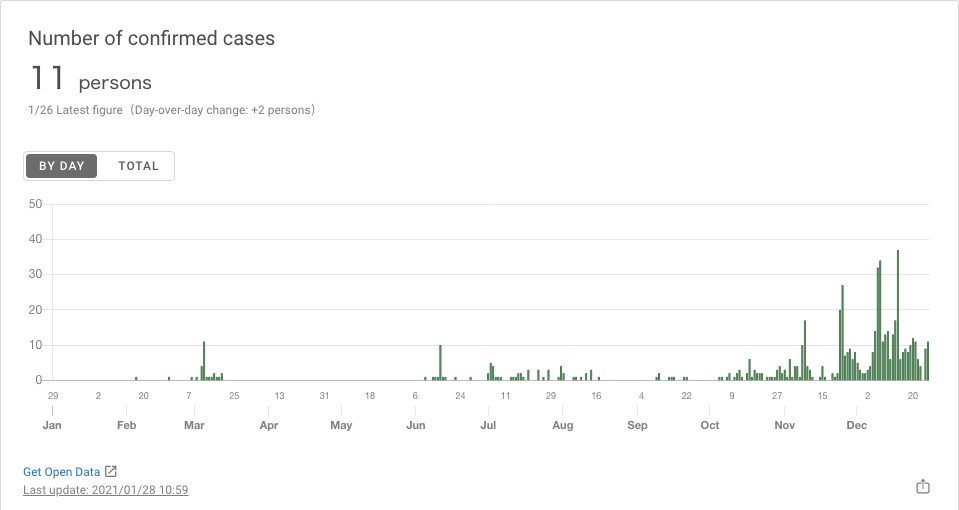 Number of confirmed cases
11 persons
1/26 Latest figure（Day-over-day change: +2 persons）
BY DAY TOTAL
50
40
30
20
10
0
29 2 20 7 25 13 31 18 6 24 11 29 16 4 22 9 27 15 2 20
Jan Feb Mar Apr May Jun Jul Aug Sep Oct Nov Dec
Get Open Data
Last update: 2021/01/28 10:59